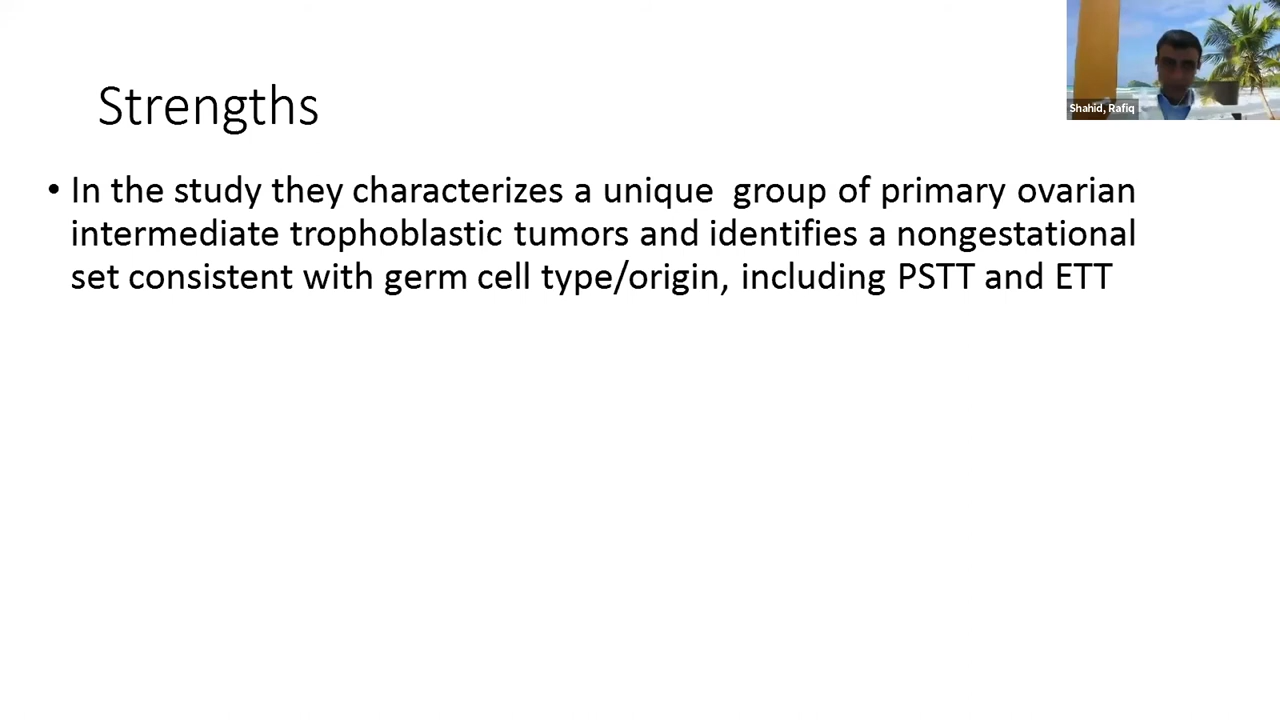 Strengths
Shahid, Rafiq
• In the study they characterizes a unique  group of primary ovarian
intermediate trophoblastic tumors and identifies a nongestational
set consistent with germ cell type/origin, including PSTT and ETT